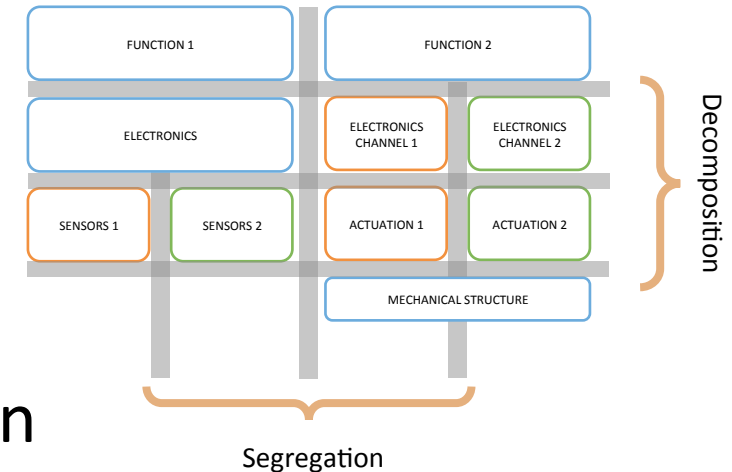 FUNCTION 1
FUNCTION 2
ELECTRONICS
ELECTRONICS
CHANNEL 1
ELECTRONICS
CHANNEL 2
SENSORS 1
SENSORS 2
ACTUATION 1
ACTUATION 2
MECHANICAL STRUCTURE
Decomposition
n
Segregation